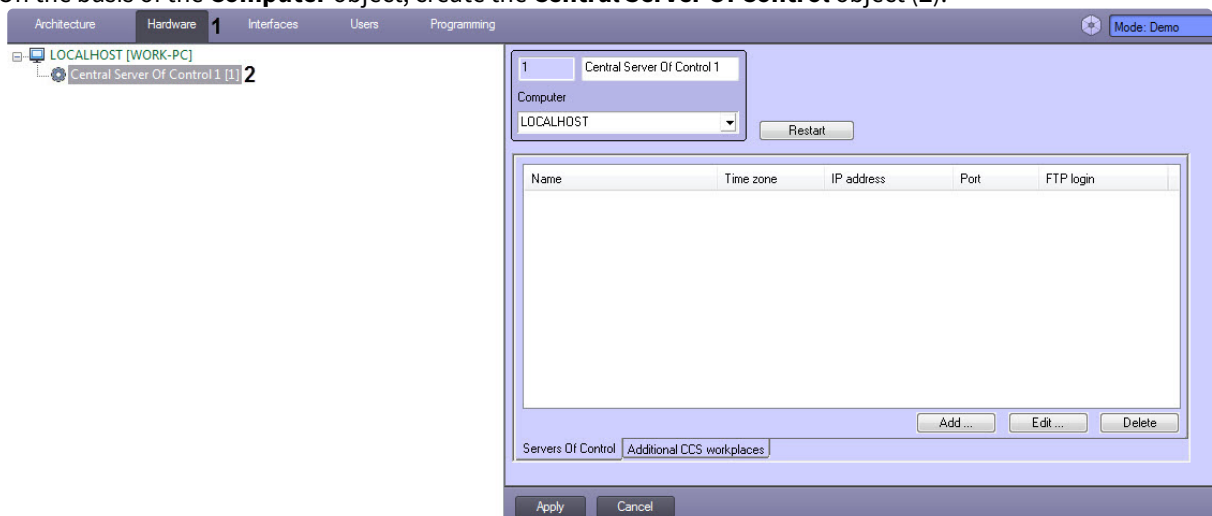 On the basis of the Computer object, create the Central Server Of Control object (2).
Architecture Hardware 1 Interfaces Users Programming Mode: Demo
LOCALHOST [WORK-PC]
Central Server Of Control 1 [1] 2
1 Central Server Of Control 1
Computer
LOCALHOST
Restart
Name Time zone IP address Port FTP login
Add ... Edit ... Delete
Servers Of Control Additional CCS workplaces
Apply Cancel